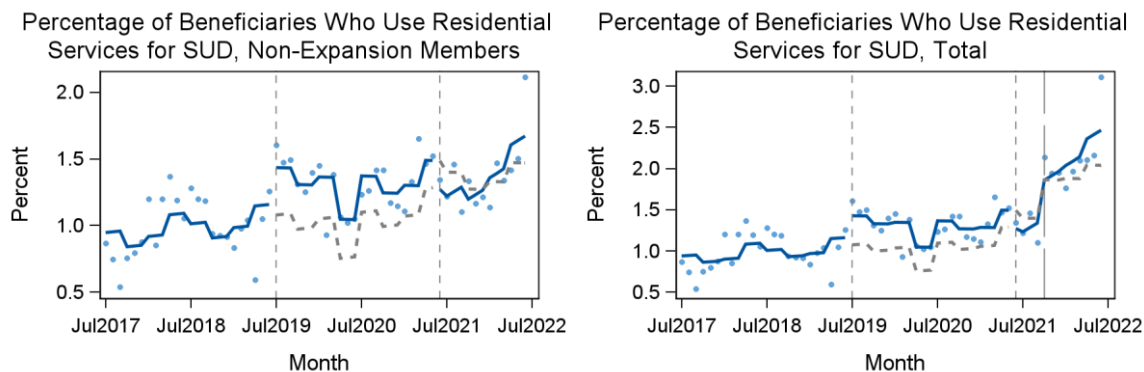 Percentage of Beneficiaries Who Use Residential
Services for SUD, Non-Expansion Members
Percent
2.0
1.5
1.0
0.5
Jul2017 Jul2018 Jul2019 Jul2020 Jul2021 Jul2022
Month
Percentage of Beneficiaries Who Use Residential
Services for SUD, Total
Percent
3.0
2.5
2.0
1.5
1.0
0.5
Jul2017 Jul2018 Jul2019 Jul2020 Jul2021 Jul2022
Month